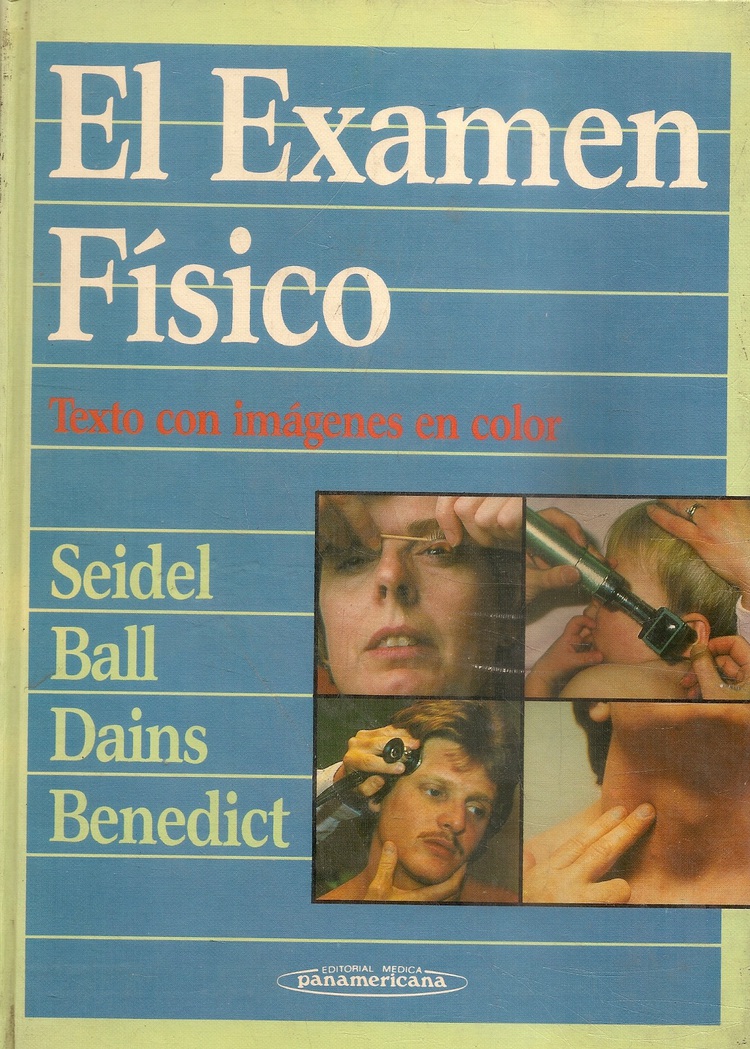 El Examen
Físico
Texto con imágenes en color
Seidel
Ball
Dains
Benedict
EDITORIAL MEDICA
panamericana